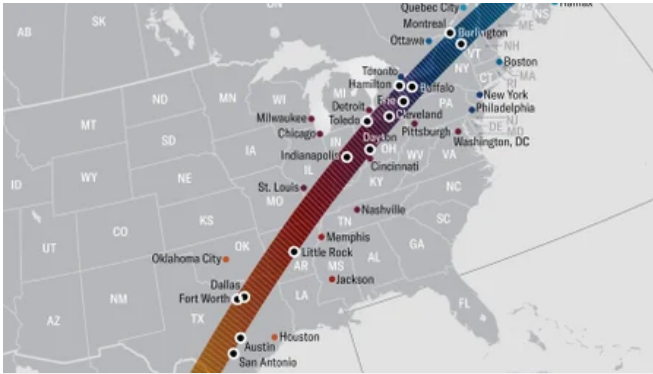 Quebec City
Halifax
NS
AB
SK
Montreal
Burlington
ME
Ottawa
NH
VT
Boston
Toronto
NY
MA
Hamilton
Buffalo
CT
RI
MI
Erie
New York
ND
MN
WI
Detroit
Cleveland
PA
Philadelphia
MT
Milwaukee
Toledo
NJ
Chicago
Pittsburgh
DE
MD
SD
IA
IN
Dayton
OH
Washington, DC
Indianapolis
WV
VA
ID
WY
NE
IL
Cincinnati
St. Louis
KY
NC
MO
KS
TN
Nashville
SC
UT
CO
OK
Memphis
GA
Oklahoma City
Little Rock
AR
MS
AL
Dallas
Jackson
NM
Fort Worth
LA
FL
AZ
TX
Houston
Austin
San Antonio